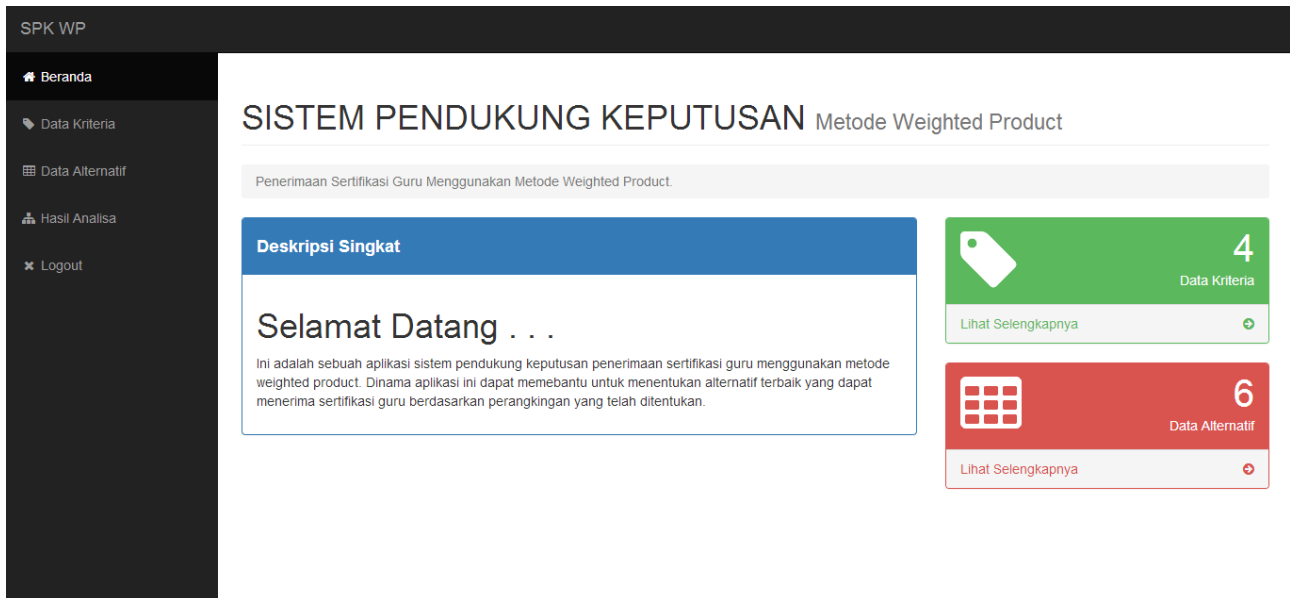 SPK WP
Beranda
Data Kriteria
Data Alternatif
Hasil Analisa
Logout
SISTEM PENDUKUNG KEPUTUSAN Metode Weighted Product
Penerimaan Sertifikasi Guru Menggunakan Metode Weighted Product.
Deskripsi Singkat
Selamat Datang . . .
Ini adalah sebuah aplikasi sistem pendukung keputusan penerimaan sertifikasi guru menggunakan metode
weighted product. Dinama aplikasi ini dapat memebantu untuk menentukan alternatif terbaik yang dapat
menerima sertifikasi guru berdasarkan perangkingan yang telah ditentukan.
4
Data Kriteria
Lihat Selengkapnya
6
Data Alternatif
Lihat Selengkapnya